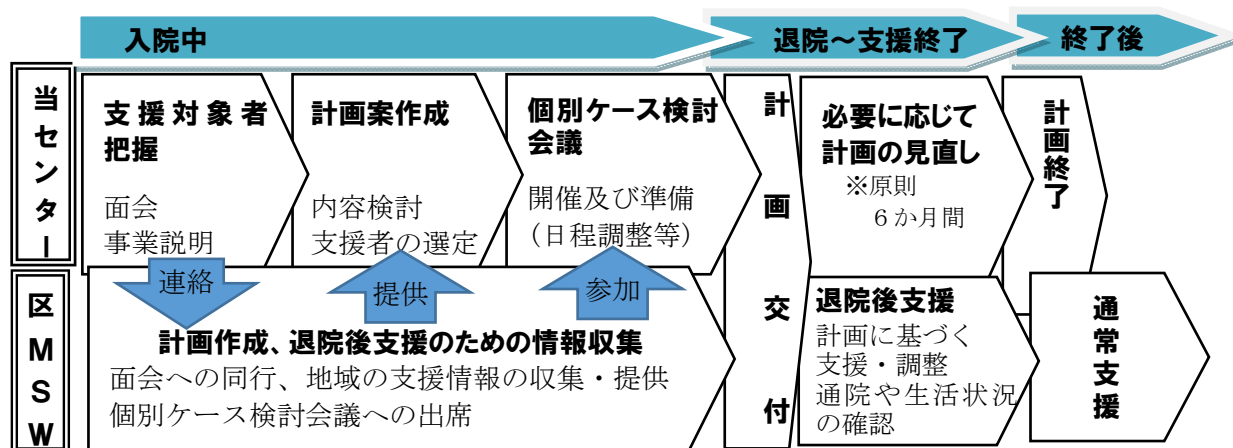 入院中
退院～支援終了
終了後
当センター
支援対象者
把握
面会
事業説明
計画案作成
内容検討
支援者の選定
個別ケース検討
会議
開催及び準備
（日程調整等）
計画交付
必要に応じて
計画の見直し
※原則
６か月間
計画終了
連絡
提供
参加
区MSW
計画作成、退院後支援のための情報収集
面会への同行、地域の支援情報の収集・提供
個別ケース検討会議への出席
退院後支援
計画に基づく
支援・調整
通院や生活状況
の確認
通常支援